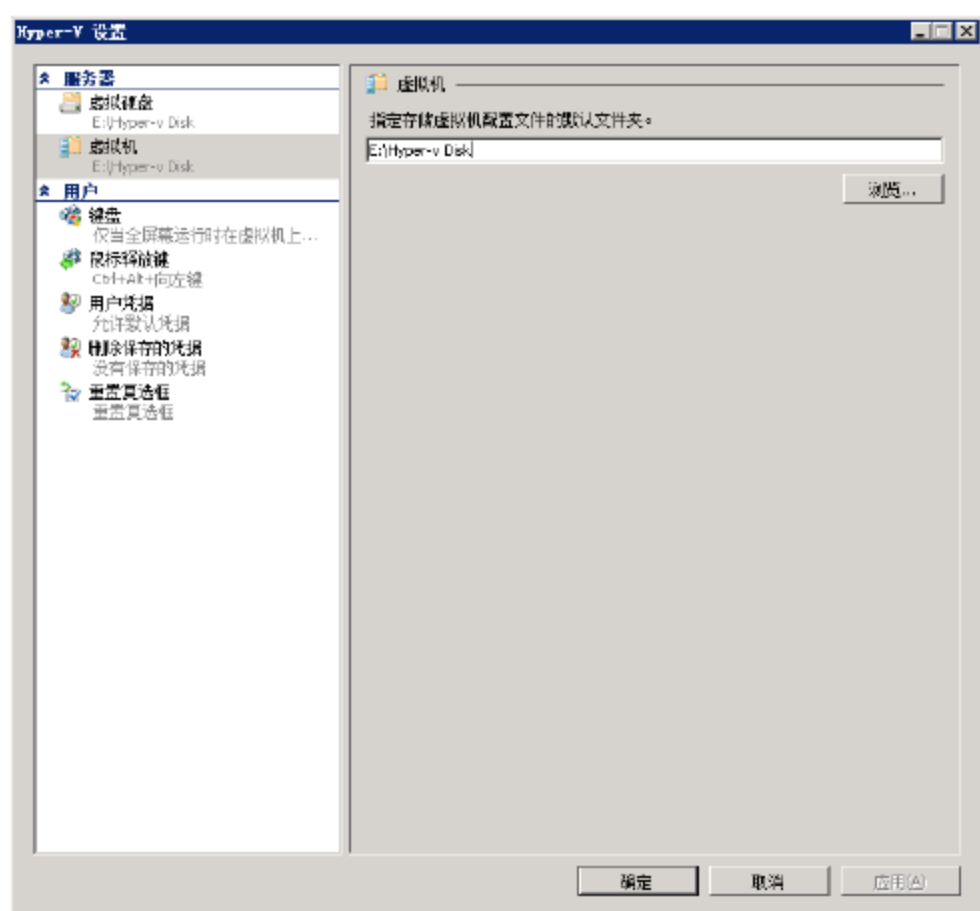 Hyper-V 设置
服务器
虚拟硬盘
E:\Hyper-v Disk
虚拟机
E:\Hyper-v Disk
用户
键盘
仅当全屏幕运行时在虚拟机上...
鼠标释放键
Ctrl+Alt+向左键
用户凭据
允许默认凭据
删除保存的凭据
没有保存的凭据
重置复选框
重置复选框
虚拟机
指定存储虚拟机配置文件的默认文件夹。
E:\Hyper-v Disk
浏览...
确定
取消
应用(A)